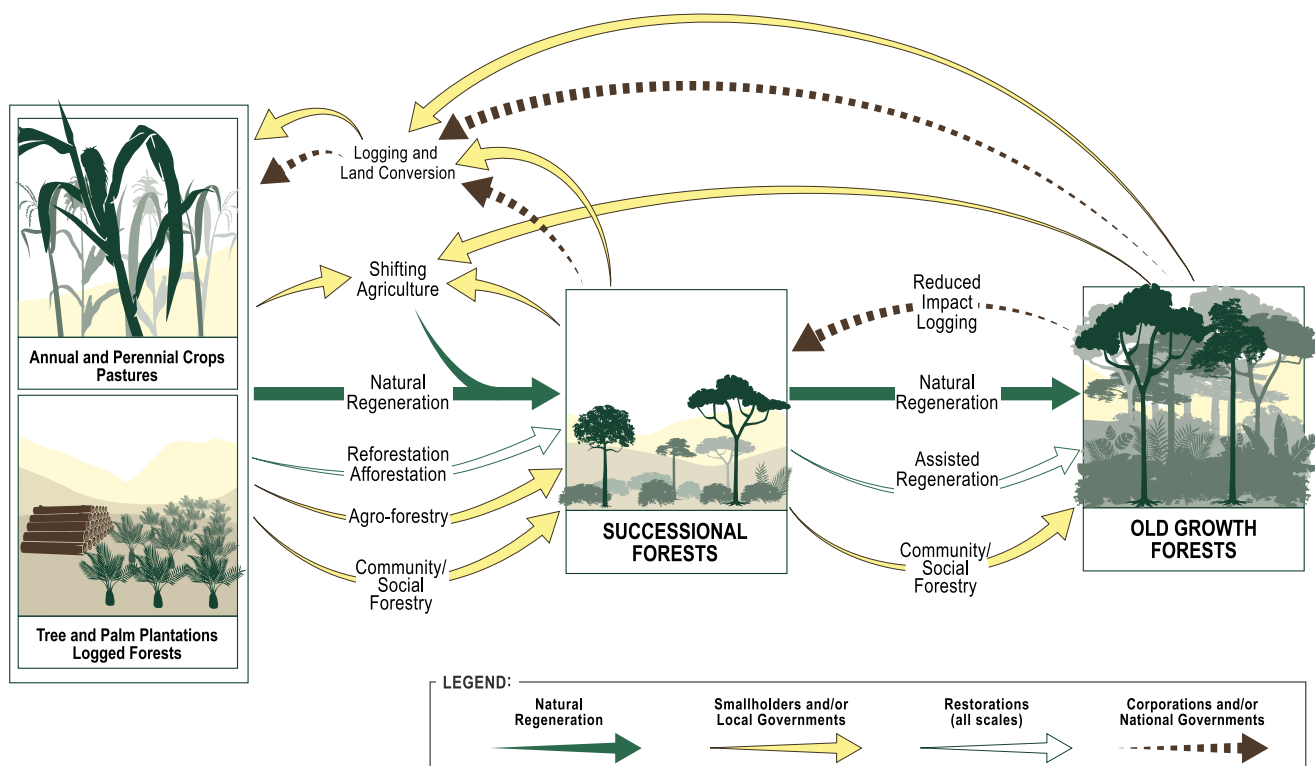 Logging and
Land Conversion
Shifting
Agriculture
Reduced
Impact
Logging
Annual and Perennial Crops
Pastures
Natural
Regeneration
Natural
Regeneration
Reforestation
Afforestation
Assisted
Regeneration
Agro-forestry
SUCCESSIONAL
FORESTS
OLD GROWTH
FORESTS
Community/
Social
Forestry
Community/
Social
Forestry
Tree and Palm Plantations
Logged Forests
LEGEND:
Natural
Regeneration
Smallholders and/or
Local Governments
Restorations
(all scales)
Corporations and/or
National Governments